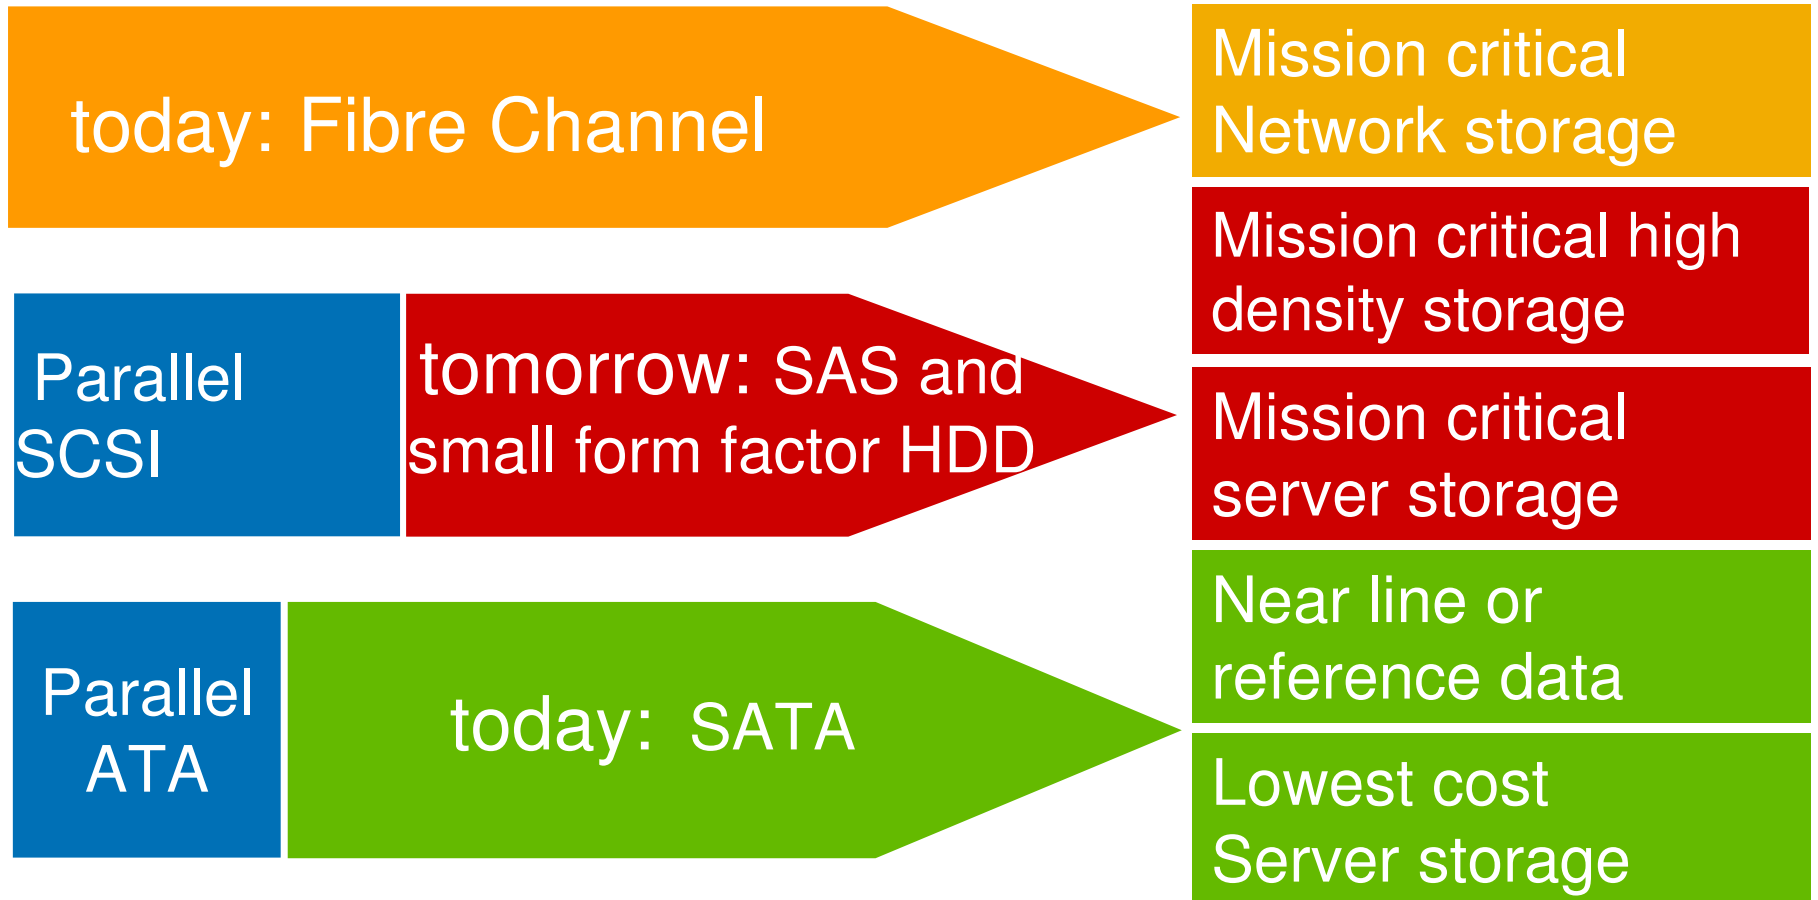 today: Fibre Channel
Mission critical
Network storage
Mission critical high
density storage
Parallel
SCSI
tomorrow: SAS and
small form factor HDD
Mission critical
server storage
Parallel
ATA
today: SATA
Near line or
reference data
Lowest cost
Server storage